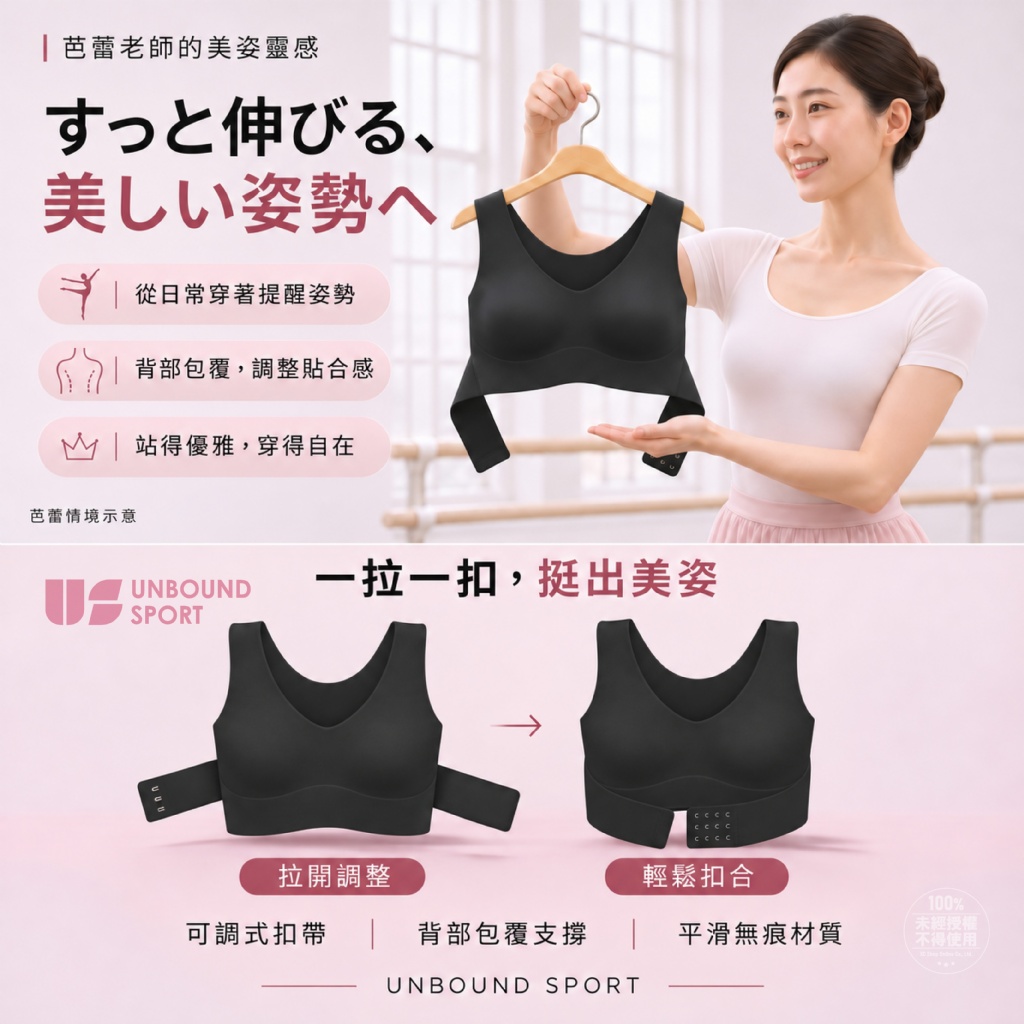 芭蕾老師的美姿靈感
すっと伸びる、
美しい姿勢へ
從日常穿著提醒姿勢
背部包覆，調整貼合感
站得優雅，穿得自在
芭蕾情境示意
UNBOUND
SPORT
一拉一扣，挺出美姿
拉開調整
輕鬆扣合
可調式扣帶
背部包覆支撐
平滑無痕材質
100%
未經授權
不得使用
UNBOUND SPORT